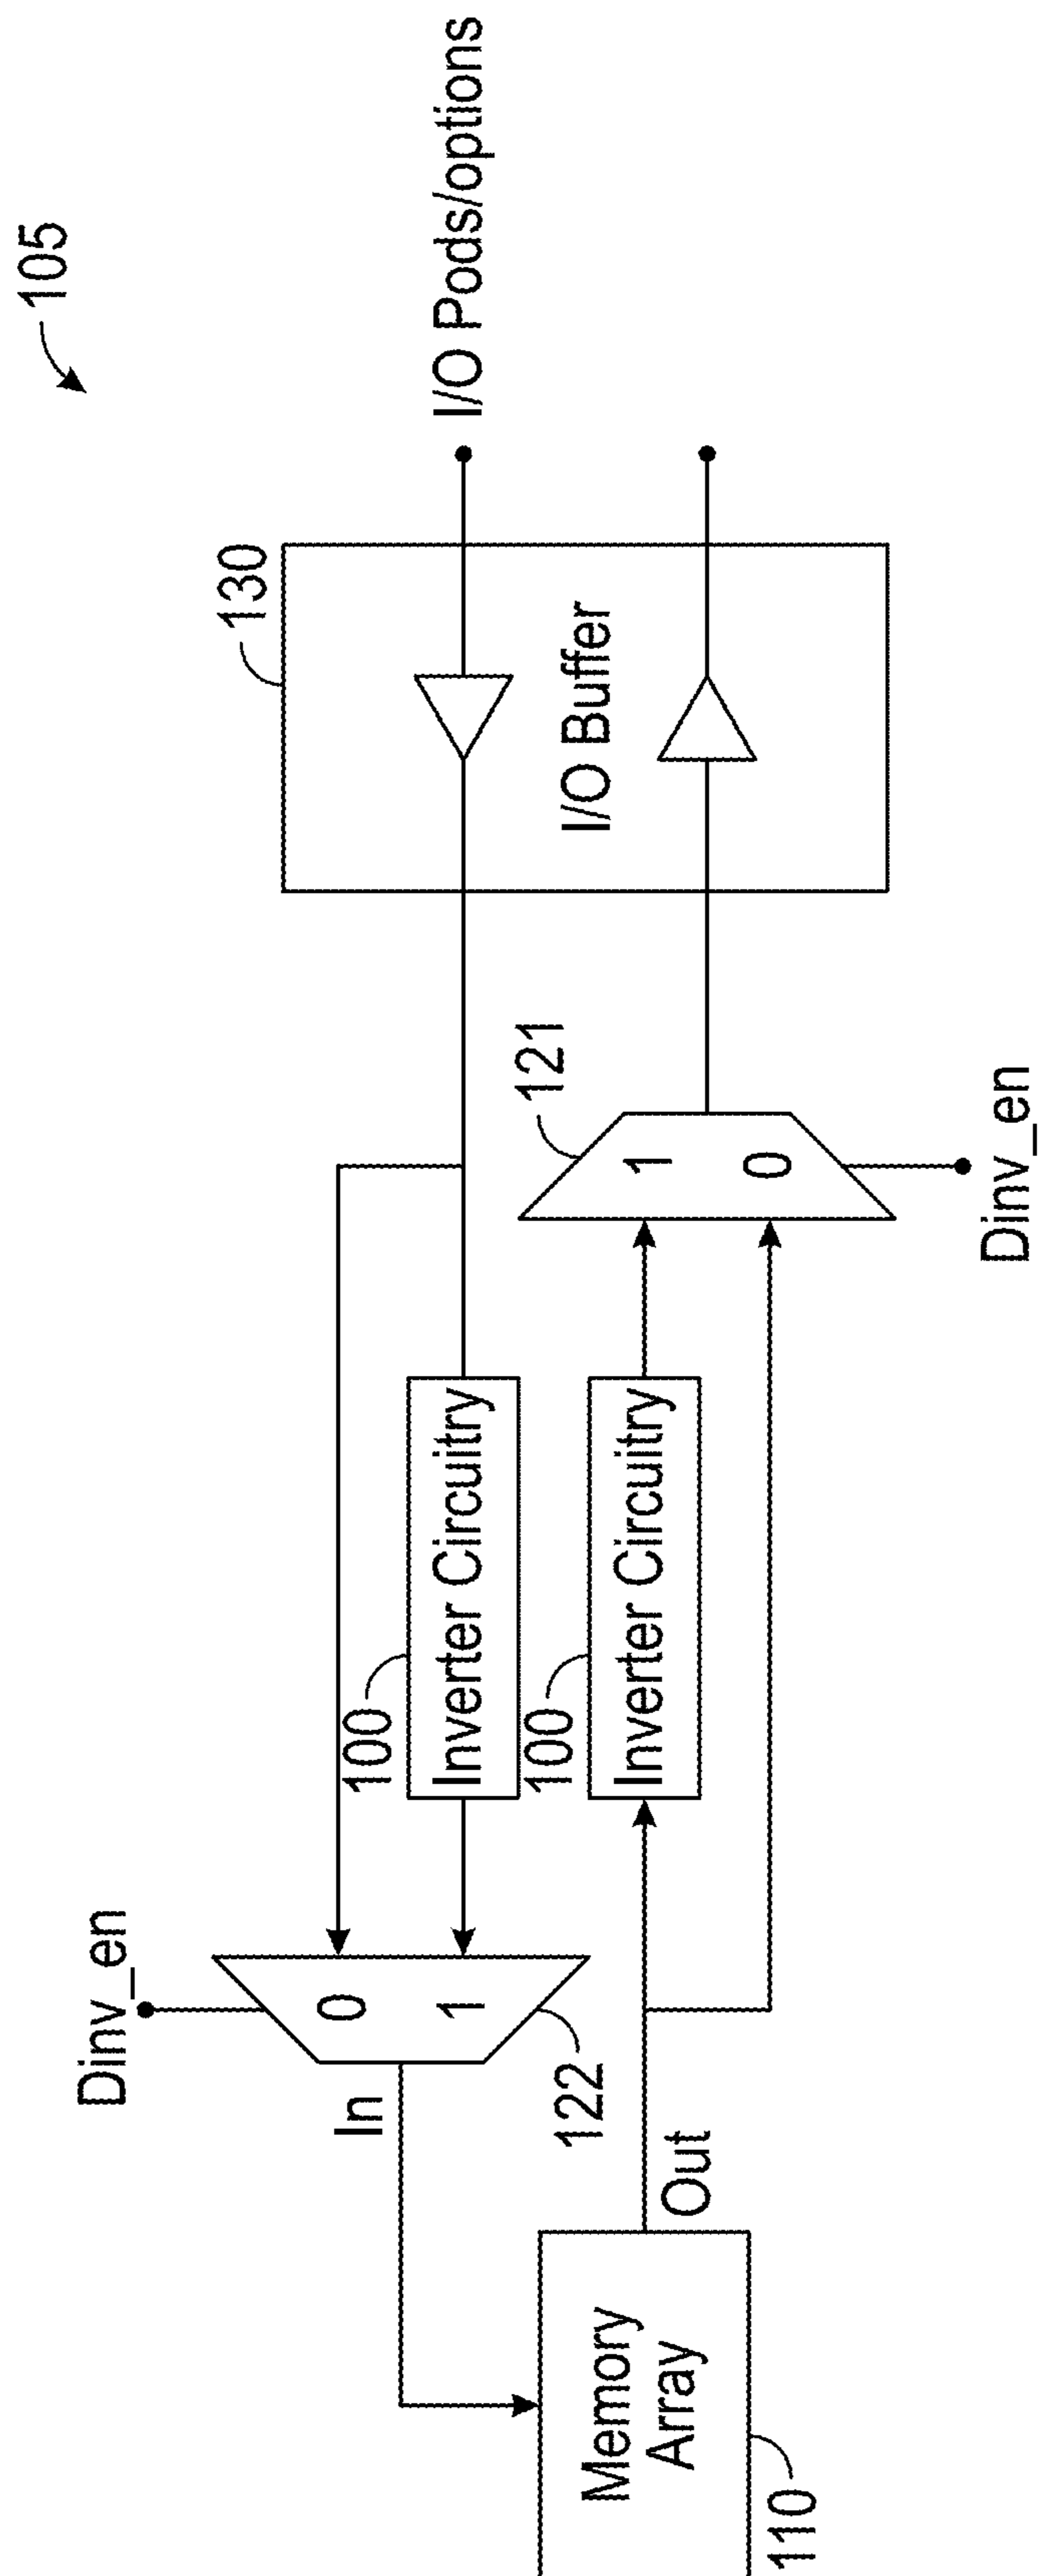 105
I/O Pods/options
130
I/O Buffer
121
1
0
Dinv_en
100
Inverter Circuitry
100
Inverter Circuitry
Dinv_en
0
1
122
In
Out
Memory
Array
110